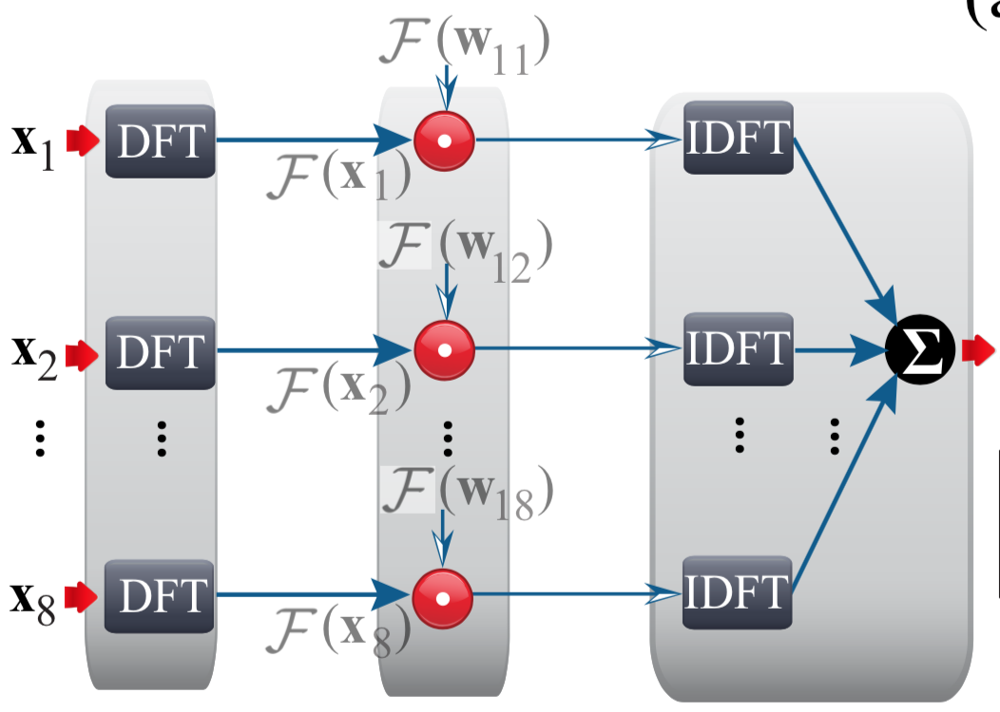 (a
𝓕(w₁₁)
x₁ DFT IDFT
𝓕(x₁)
𝓕(w₁₂)
x₂ DFT IDFT Σ
𝓕(x₂)
𝓕(w₁₈)
x₈ DFT IDFT
𝓕(x₈)